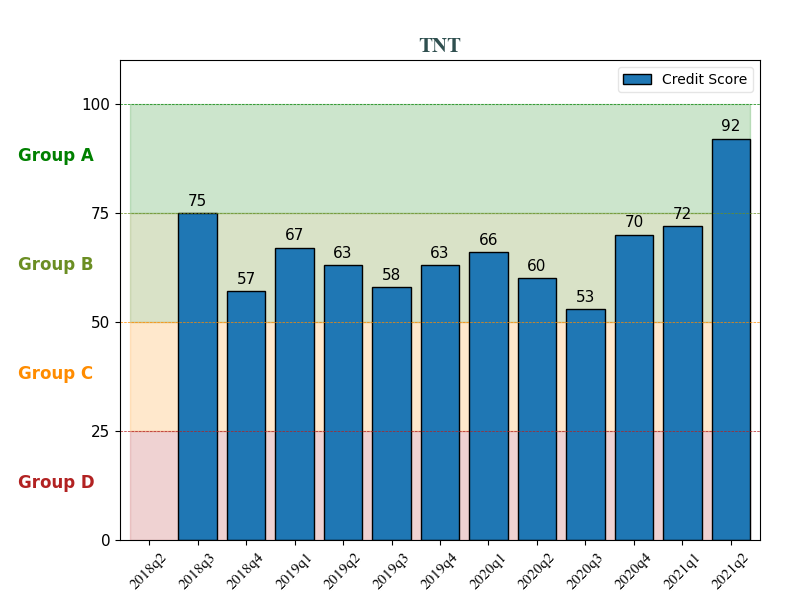 TNT
Credit Score
100
Group A
92
75
75
72
70
67
66
63
63
60
58
57
53
Group B
50
Group C
25
Group D
0
2018q2
2018q3
2018q4
2019q1
2019q2
2019q3
2019q4
2020q1
2020q2
2020q3
2020q4
2021q1
2021q2